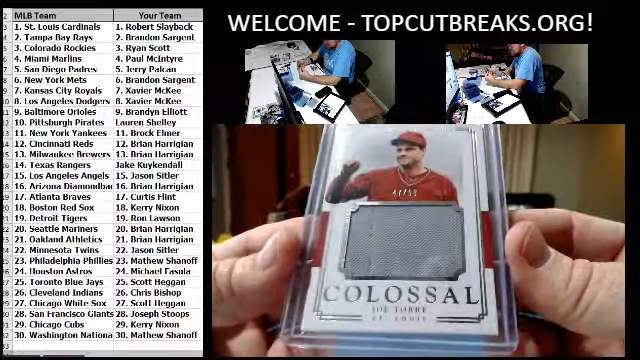 MLB Team Your Team
1. St. Louis Cardinals 1. Robert Slayback
2. Tampa Bay Rays 2. Brandon Sargent
3. Colorado Rockies 3. Ryan Scott
4. Miami Marlins 4. Paul McIntyre
5. San Diego Padres 5. Terry Palcan
6. New York Mets 6. Brandon Sargent
7. Kansas City Royals 7. Xavier McKee
8. Los Angeles Dodgers 8. Xavier McKee
9. Baltimore Orioles 9. Brandyn Elliott
10. Pittsburgh Pirates Lauren Shelley
11. New York Yankees 11. Brock Elmer
12. Cincinnati Reds 12. Brian Harrigian
13. Milwaukee Brewers 13. Brian Harrigian
14. Texas Rangers Jake Kuykendall
15. Los Angeles Angels 15. Jason Sitler
16. Arizona Diamondbac 16. Brian Harrigian
17. Atlanta Braves 17. Curtis Flint
18. Boston Red Sox 18. Kerry Nixon
19. Detroit Tigers 19. Ron Lawson
20. Seattle Mariners 20. Brian Harrigian
21. Oakland Athletics 21. Brian Harrigian
22. Minnesota Twins 22. Jason Sitler
23. Philadelphia Phillies 23. Mathew Shanoff
24. Houston Astros 24. Michael Fasula
25. Toronto Blue Jays 25. Scott Heggan
26. Cleveland Indians 26. Chris Bishop
27. Chicago White Sox 27. Scott Heggan
28. San Francisco Giants 28. Joseph Stoops
29. Chicago Cubs 29. Kerry Nixon
30. Washington Nationa 30. Mathew Shanoff
WELCOME - TOPCUTBREAKS.ORG!
COLOSSAL
JOE TORRE
ST. LOUIS